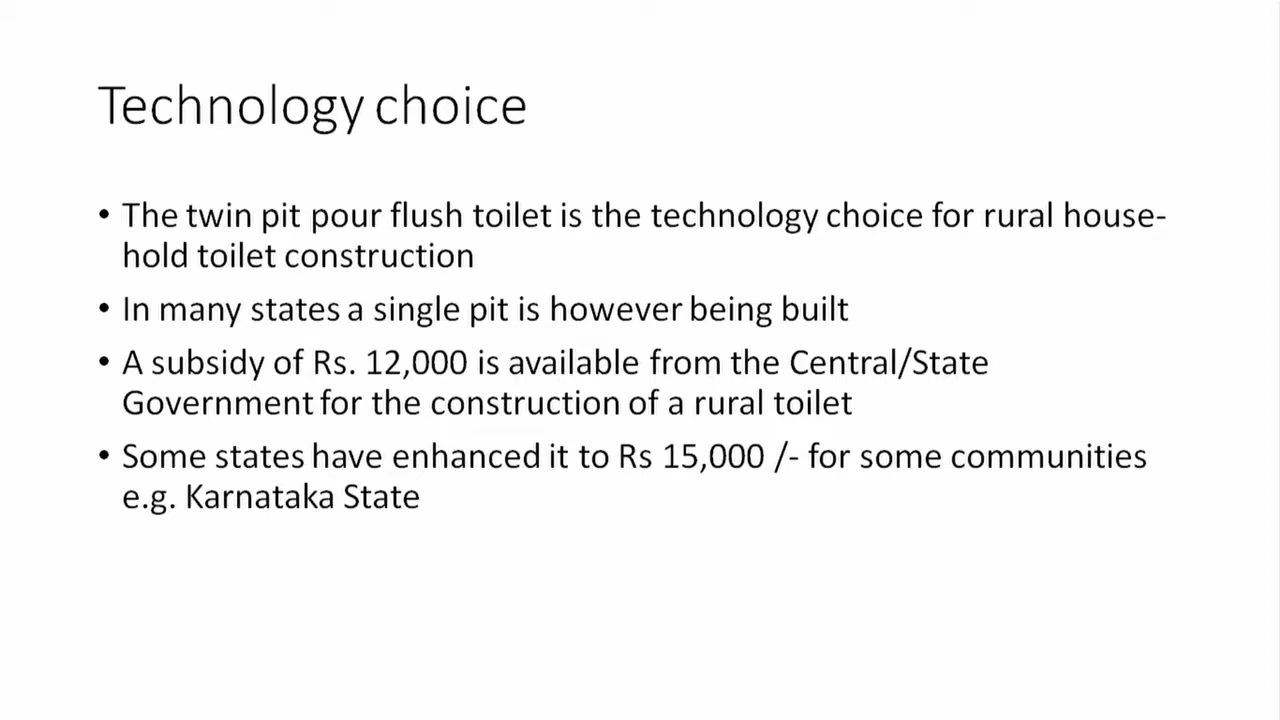 Technology choice
• The twin pit pour flush toilet is the technology choice for rural house-
hold toilet construction
• In many states a single pit is however being built
• A subsidy of Rs. 12,000 is available from the Central/State
Government for the construction of a rural toilet
• Some states have enhanced it to Rs 15,000 /- for some communities
e.g. Karnataka State